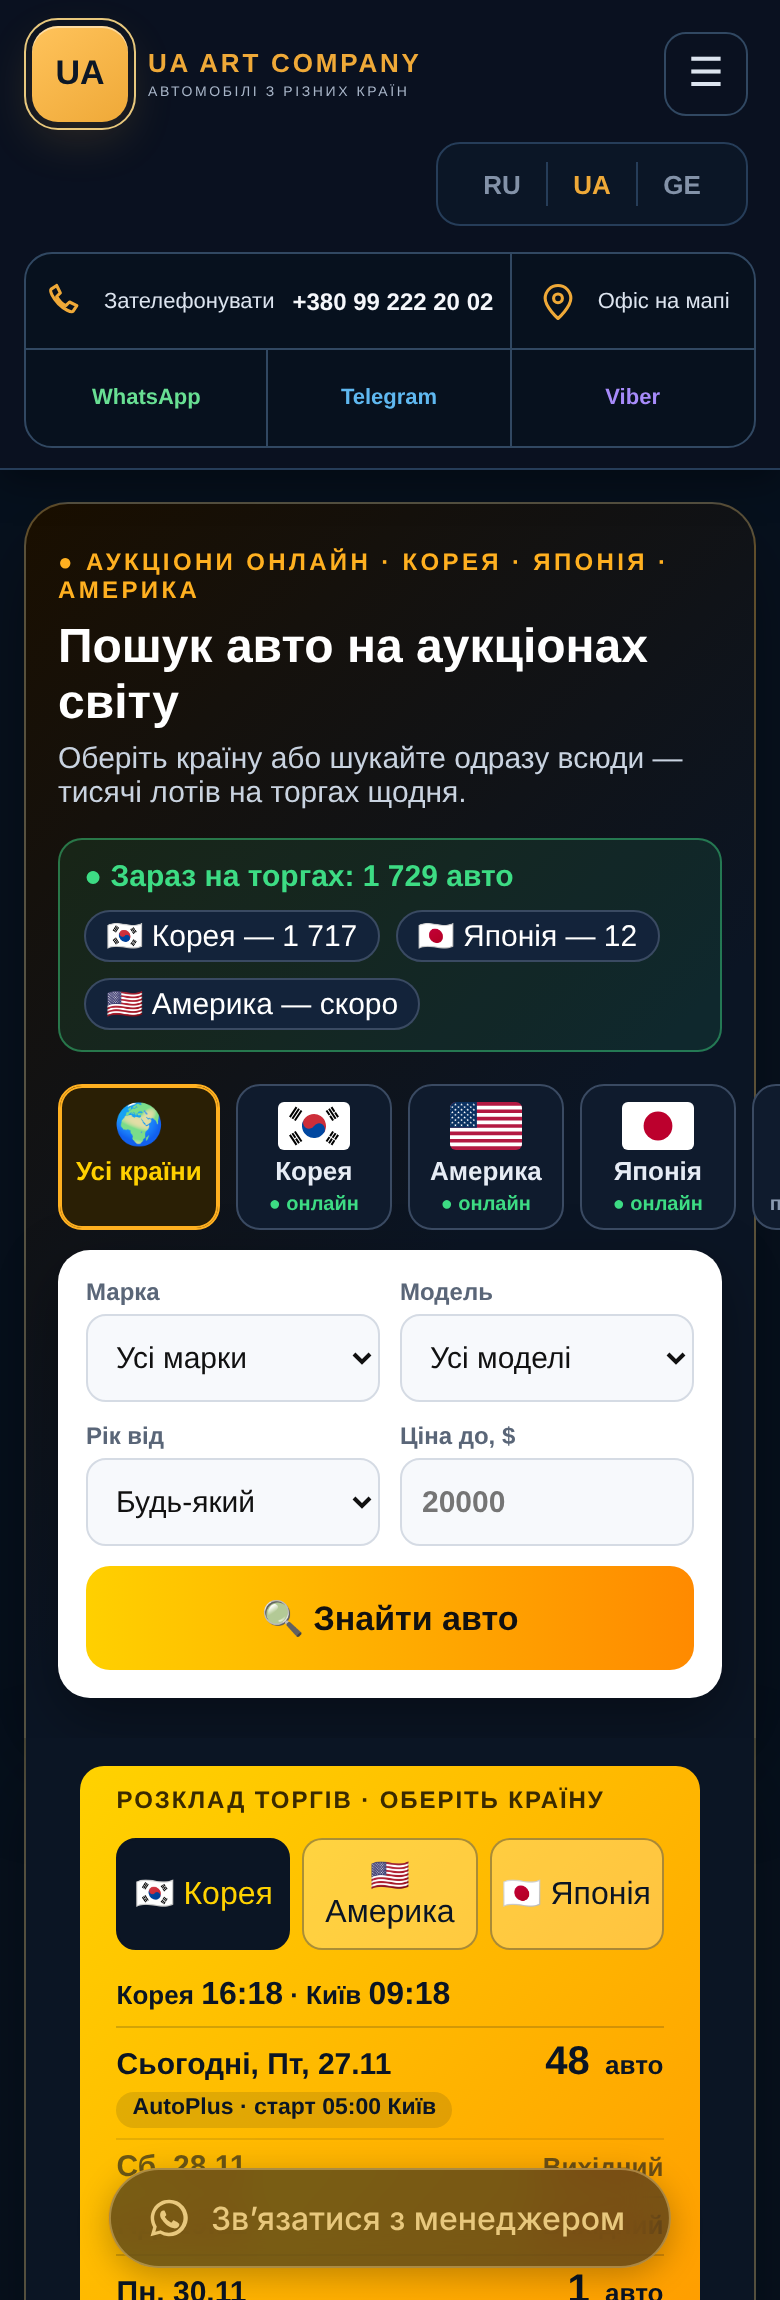 UA
UA ART COMPANY
АВТОМОБІЛІ З РІЗНИХ КРАЇН
☰
RU UA GE
Зателефонувати +380 99 222 20 02 Офіс на мапі
WhatsApp Telegram Viber
● АУКЦІОНИ ОНЛАЙН · КОРЕЯ · ЯПОНІЯ ·
АМЕРИКА
Пошук авто на аукціонах
світу
Оберіть країну або шукайте одразу всюди —
тисячі лотів на торгах щодня.
● Зараз на торгах: 1 729 авто
🇰🇷 Корея — 1 717 🇯🇵 Японія — 12
🇺🇸 Америка — скоро
Усі країни Корея Америка Японія
● онлайн ● онлайн ● онлайн
Марка Модель
Усі марки Усі моделі
Рік від Ціна до, $
Будь-який 20000
🔍 Знайти авто
РОЗКЛАД ТОРГІВ · ОБЕРІТЬ КРАЇНУ
🇰🇷 Корея 🇺🇸 Америка 🇯🇵 Японія
Корея 16:18 · Київ 09:18
Сьогодні, Пт, 27.11 48 авто
AutoPlus · старт 05:00 Київ
Сб, 28.11 Вихідний
Зв’язатися з менеджером
Пн, 30.11 1 авто